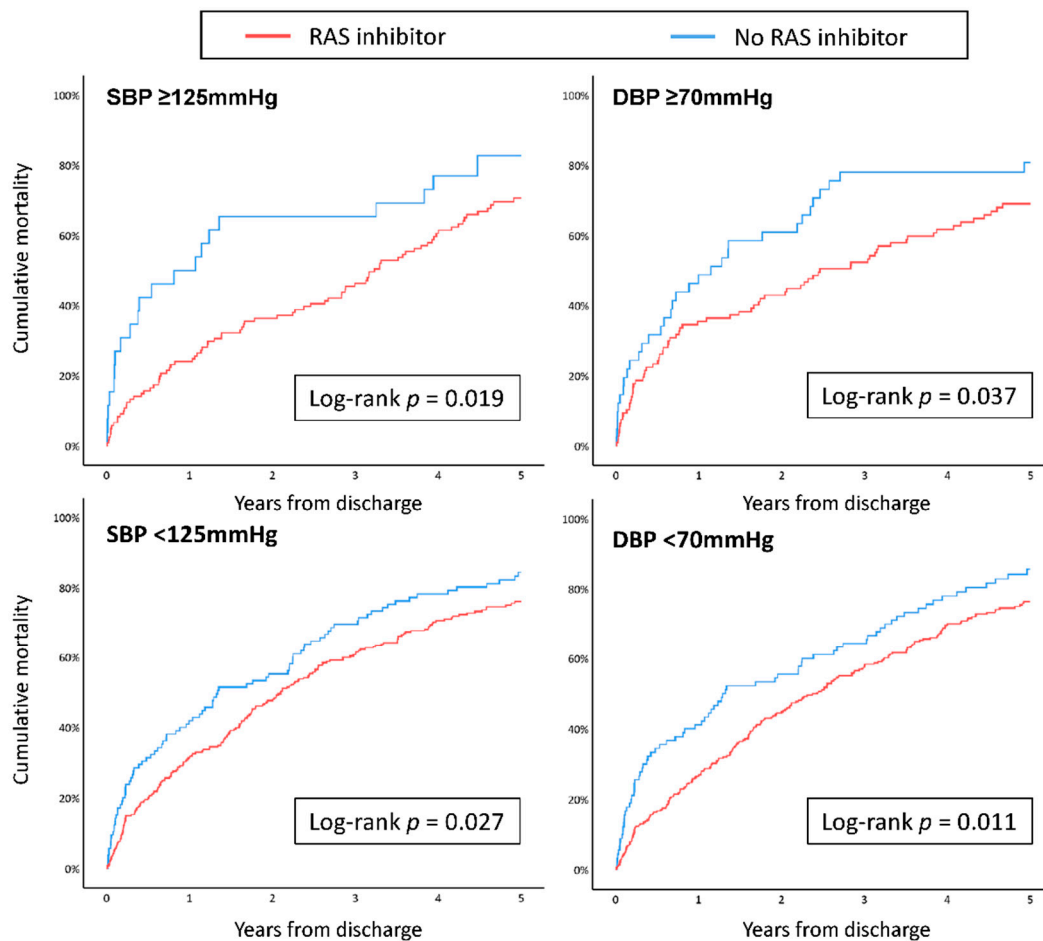 RAS inhibitor
No RAS inhibitor
SBP ≥125mmHg
Cumulative mortality
100%
80%
60%
40%
20%
0%
Log-rank p = 0.019
0 1 2 3 4 5
Years from discharge
DBP ≥70mmHg
100%
80%
60%
40%
20%
0%
Log-rank p = 0.037
0 1 2 3 4 5
Years from discharge
SBP <125mmHg
Cumulative mortality
100%
80%
60%
40%
20%
0%
Log-rank p = 0.027
0 1 2 3 4 5
Years from discharge
DBP <70mmHg
100%
80%
60%
40%
20%
0%
Log-rank p = 0.011
0 1 2 3 4 5
Years from discharge